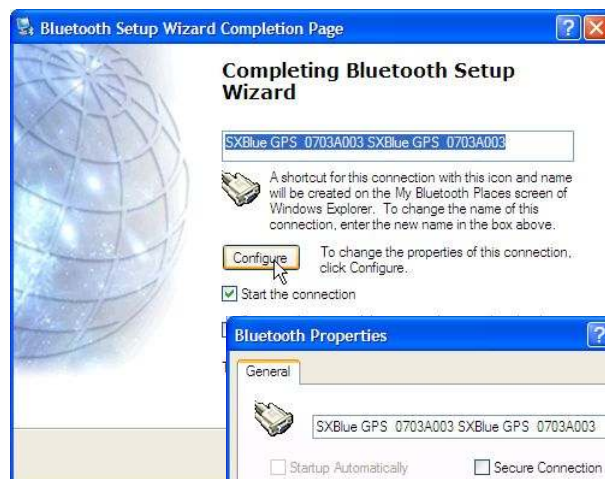 Bluetooth Setup Wizard Completion Page
?
Completing Bluetooth Setup
Wizard
SXBlue GPS 0703A003 SXBlue GPS 0703A003
A shortcut for this connection with this icon and name
will be created on the My Bluetooth Places screen of
Windows Explorer. To change the name of this
connection, enter the new name in the box above.
Configure
To change the properties of this connection,
click Configure.
Start the connection
Bluetooth Properties
?
General
SXBlue GPS 0703A003 SXBlue GPS 0703A003
Startup Automatically
Secure Connection